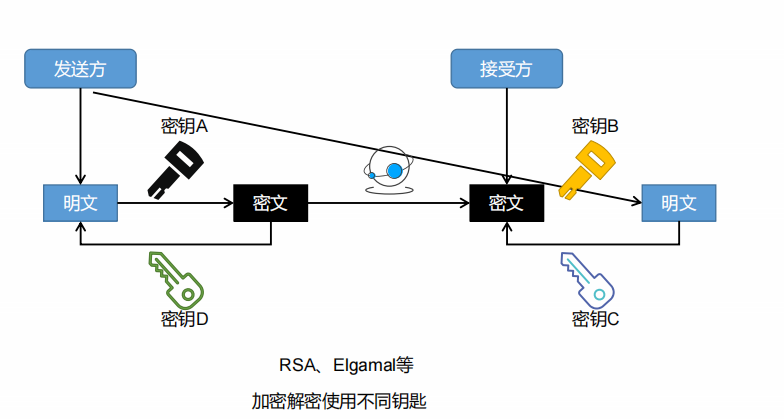 发送方
接受方
密钥A
密钥B
明文
密文
密文
明文
密钥D
密钥C
RSA、Elgamal等
加密解密使用不同钥匙